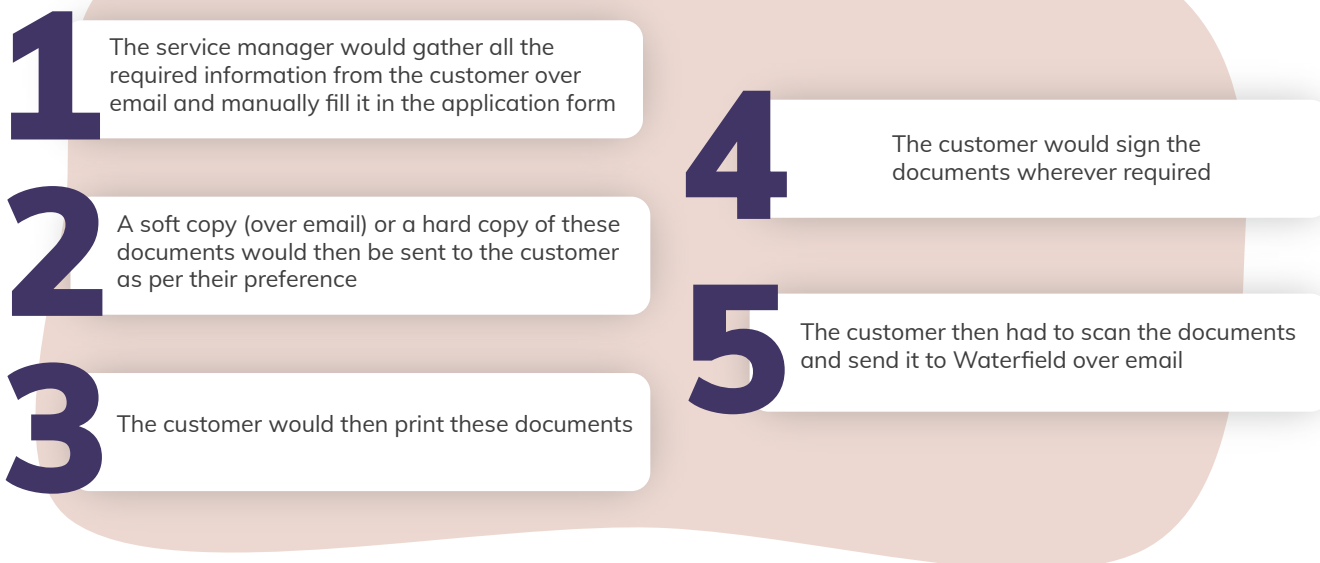 1
The service manager would gather all the
required information from the customer over
email and manually fill it in the application form
2
A soft copy (over email) or a hard copy of these
documents would then be sent to the customer
as per their preference
3
The customer would then print these documents
4
The customer would sign the
documents wherever required
5
The customer then had to scan the documents
and send it to Waterfield over email